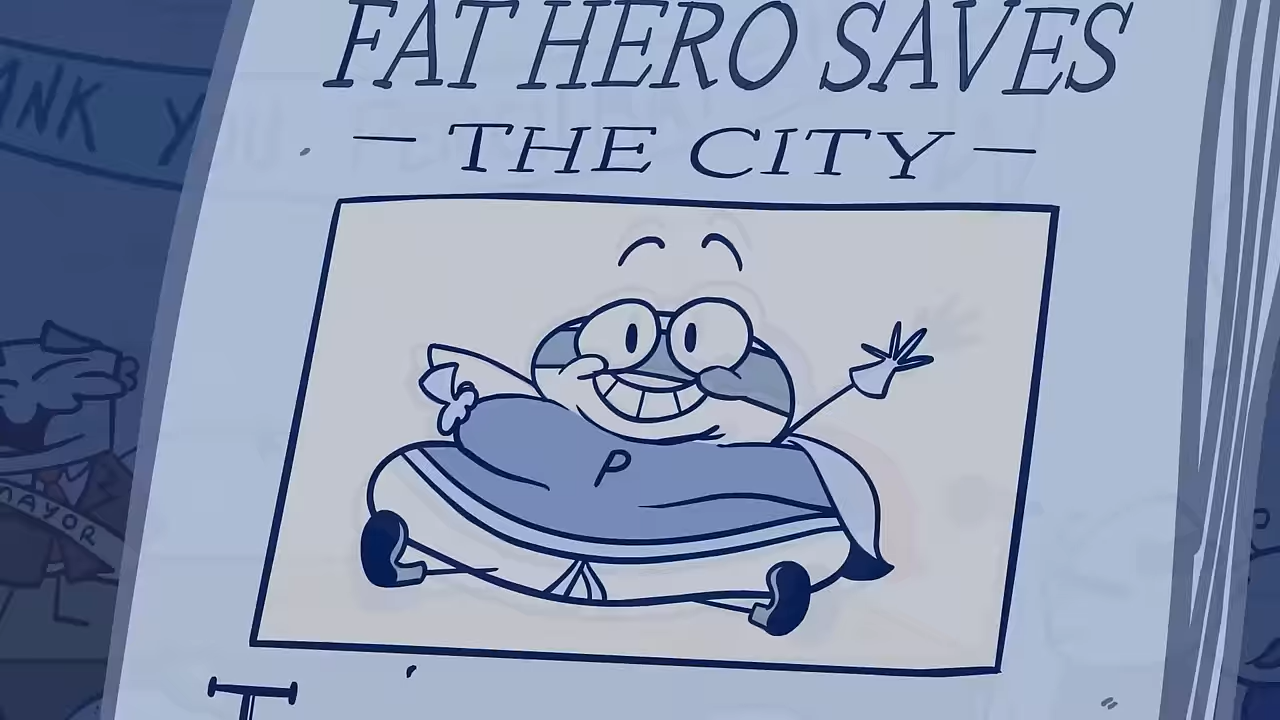 FAT HERO SAVES
— THE CITY —
ANK Y
P
MAYOR
T